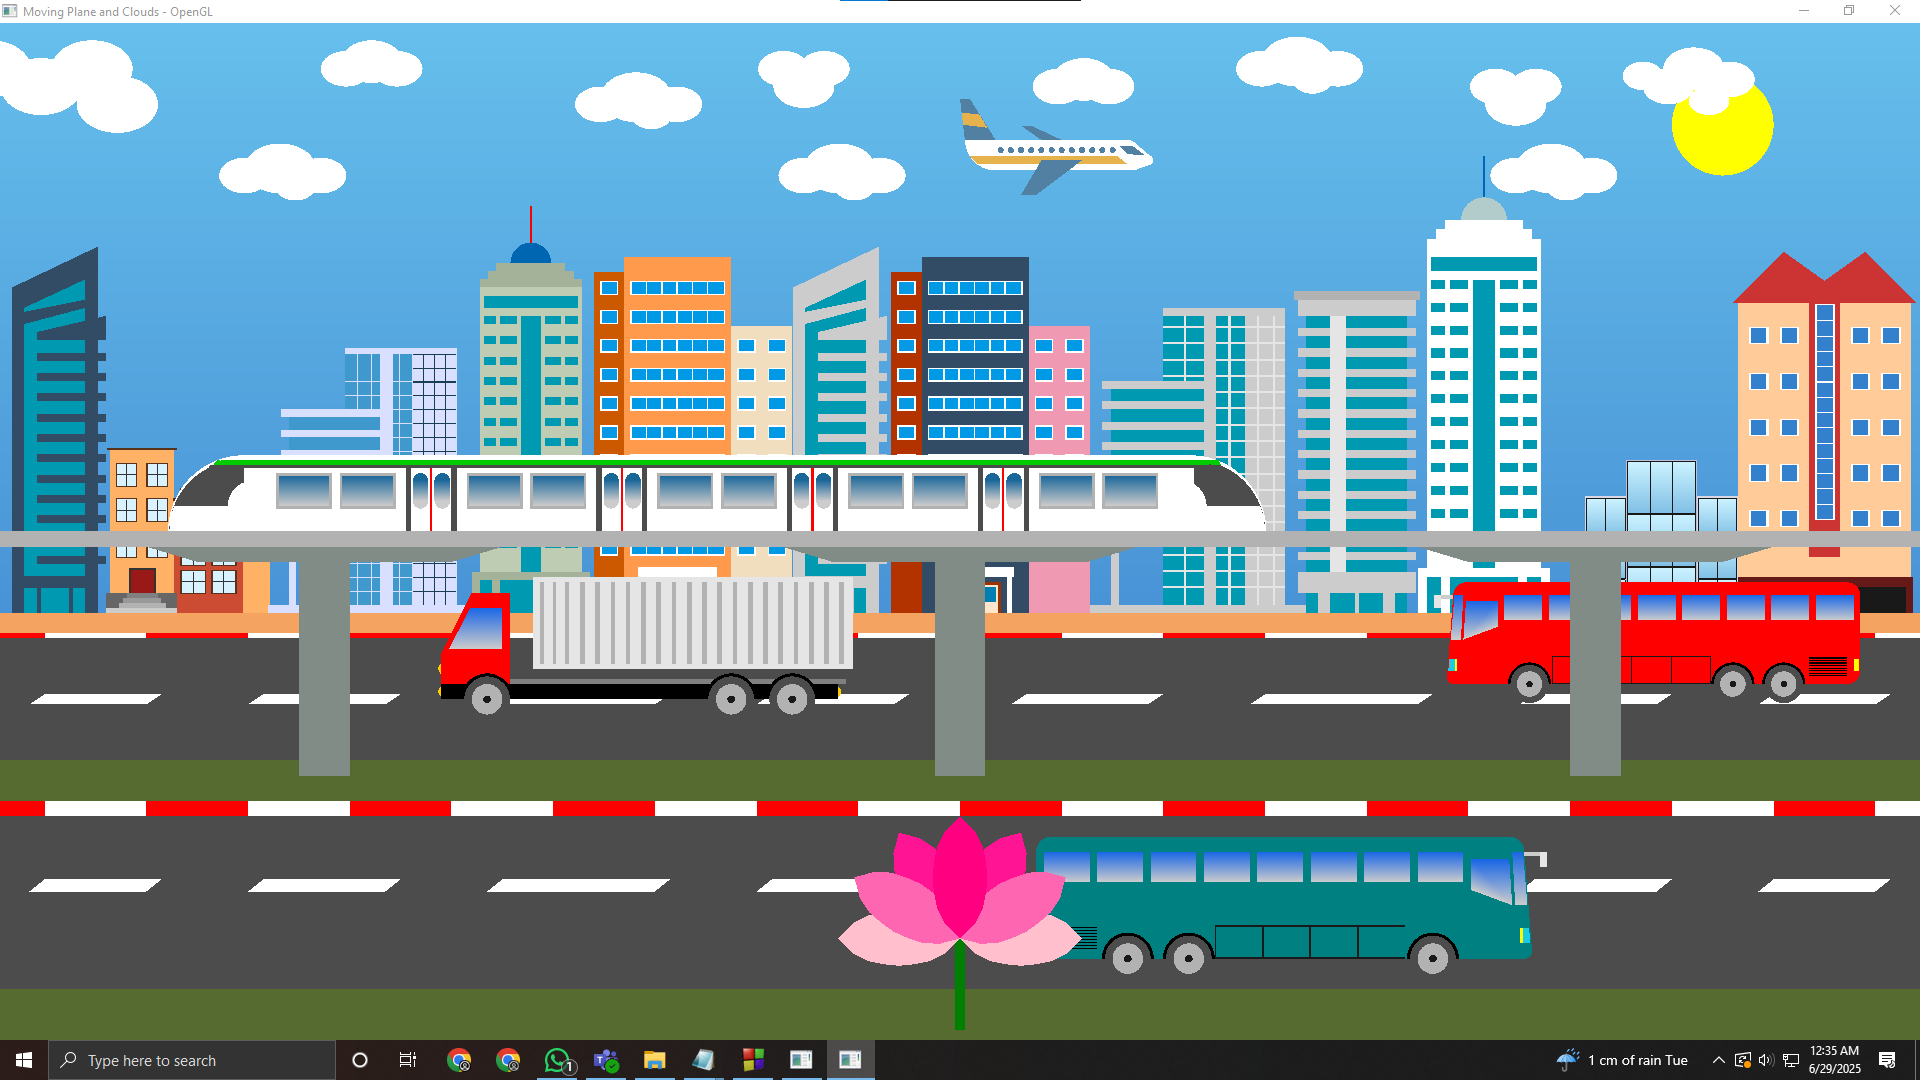 Moving Plane and Clouds - OpenGL
Type here to search
1
1 cm of rain Tue
12:35 AM
6/29/2025